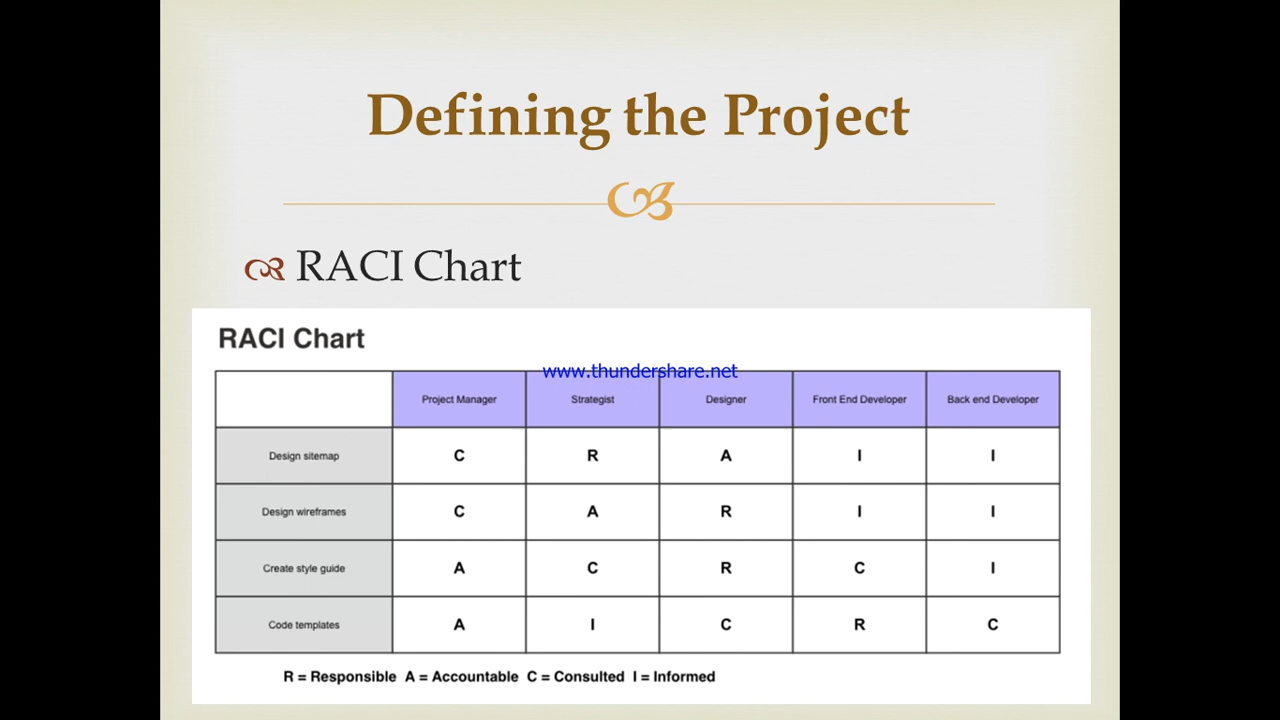 Defining the Project
RACI Chart
RACI Chart
www.thundershare.net
Project Manager Strategist Designer Front End Developer Back end Developer
Design sitemap C R A I I
Design wireframes C A R I I
Create style guide A C R C I
Code templates A I C R C
R = Responsible A = Accountable C = Consulted I = Informed